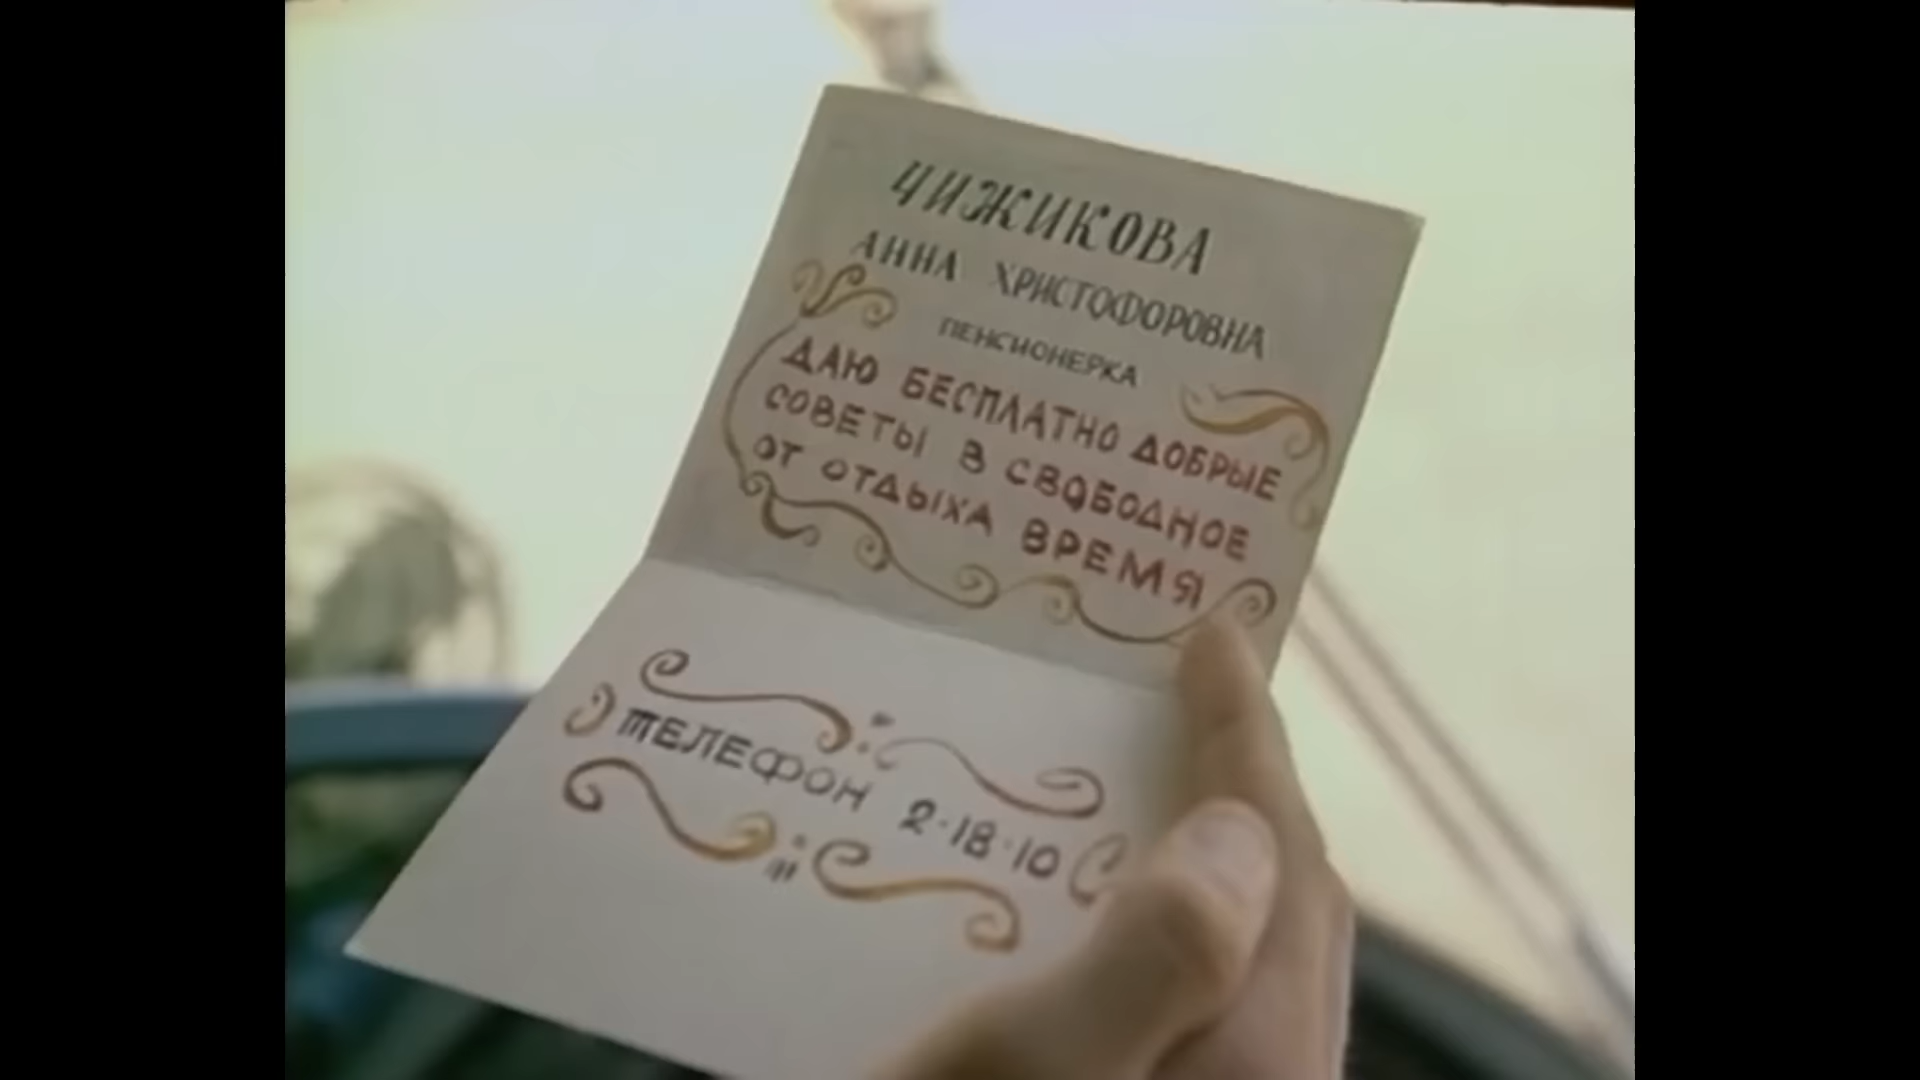 ЧИЖИКОВА
АННА ХРИСТОФОРОВНА
ПЕНСИОНЕРКА
ДАЮ БЕСПЛАТНО ДОБРЫЕ
СОВЕТЫ В СВОБОДНОЕ
ОТ ОТДЫХА ВРЕМЯ
ТЕЛЕФОН 2·18·10